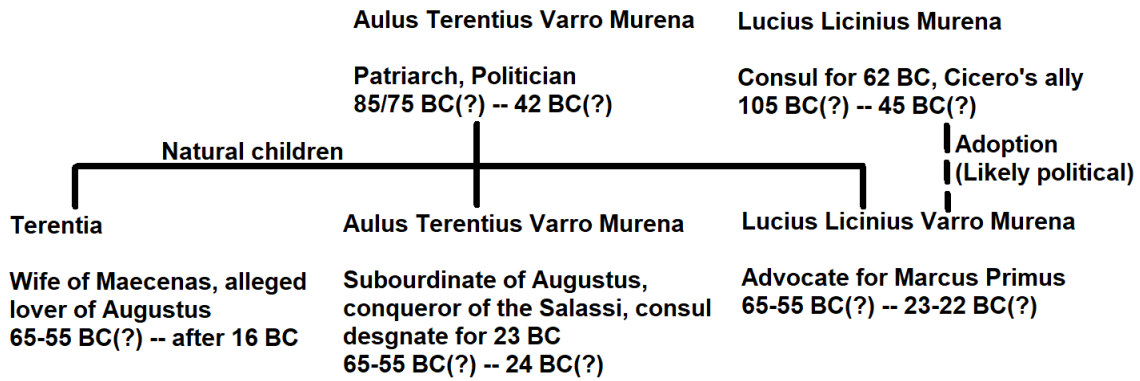 Aulus Terentius Varro Murena
Patriarch, Politician
85/75 BC(?) -- 42 BC(?)
Lucius Licinius Murena
Consul for 62 BC, Cicero's ally
105 BC(?) -- 45 BC(?)
Natural children
Adoption
(Likely political)
Terentia
Wife of Maecenas, alleged
lover of Augustus
65-55 BC(?) -- after 16 BC
Aulus Terentius Varro Murena
Subourdinate of Augustus,
conqueror of the Salassi, consul
desgnate for 23 BC
65-55 BC(?) -- 24 BC(?)
Lucius Licinius Varro Murena
Advocate for Marcus Primus
65-55 BC(?) -- 23-22 BC(?)